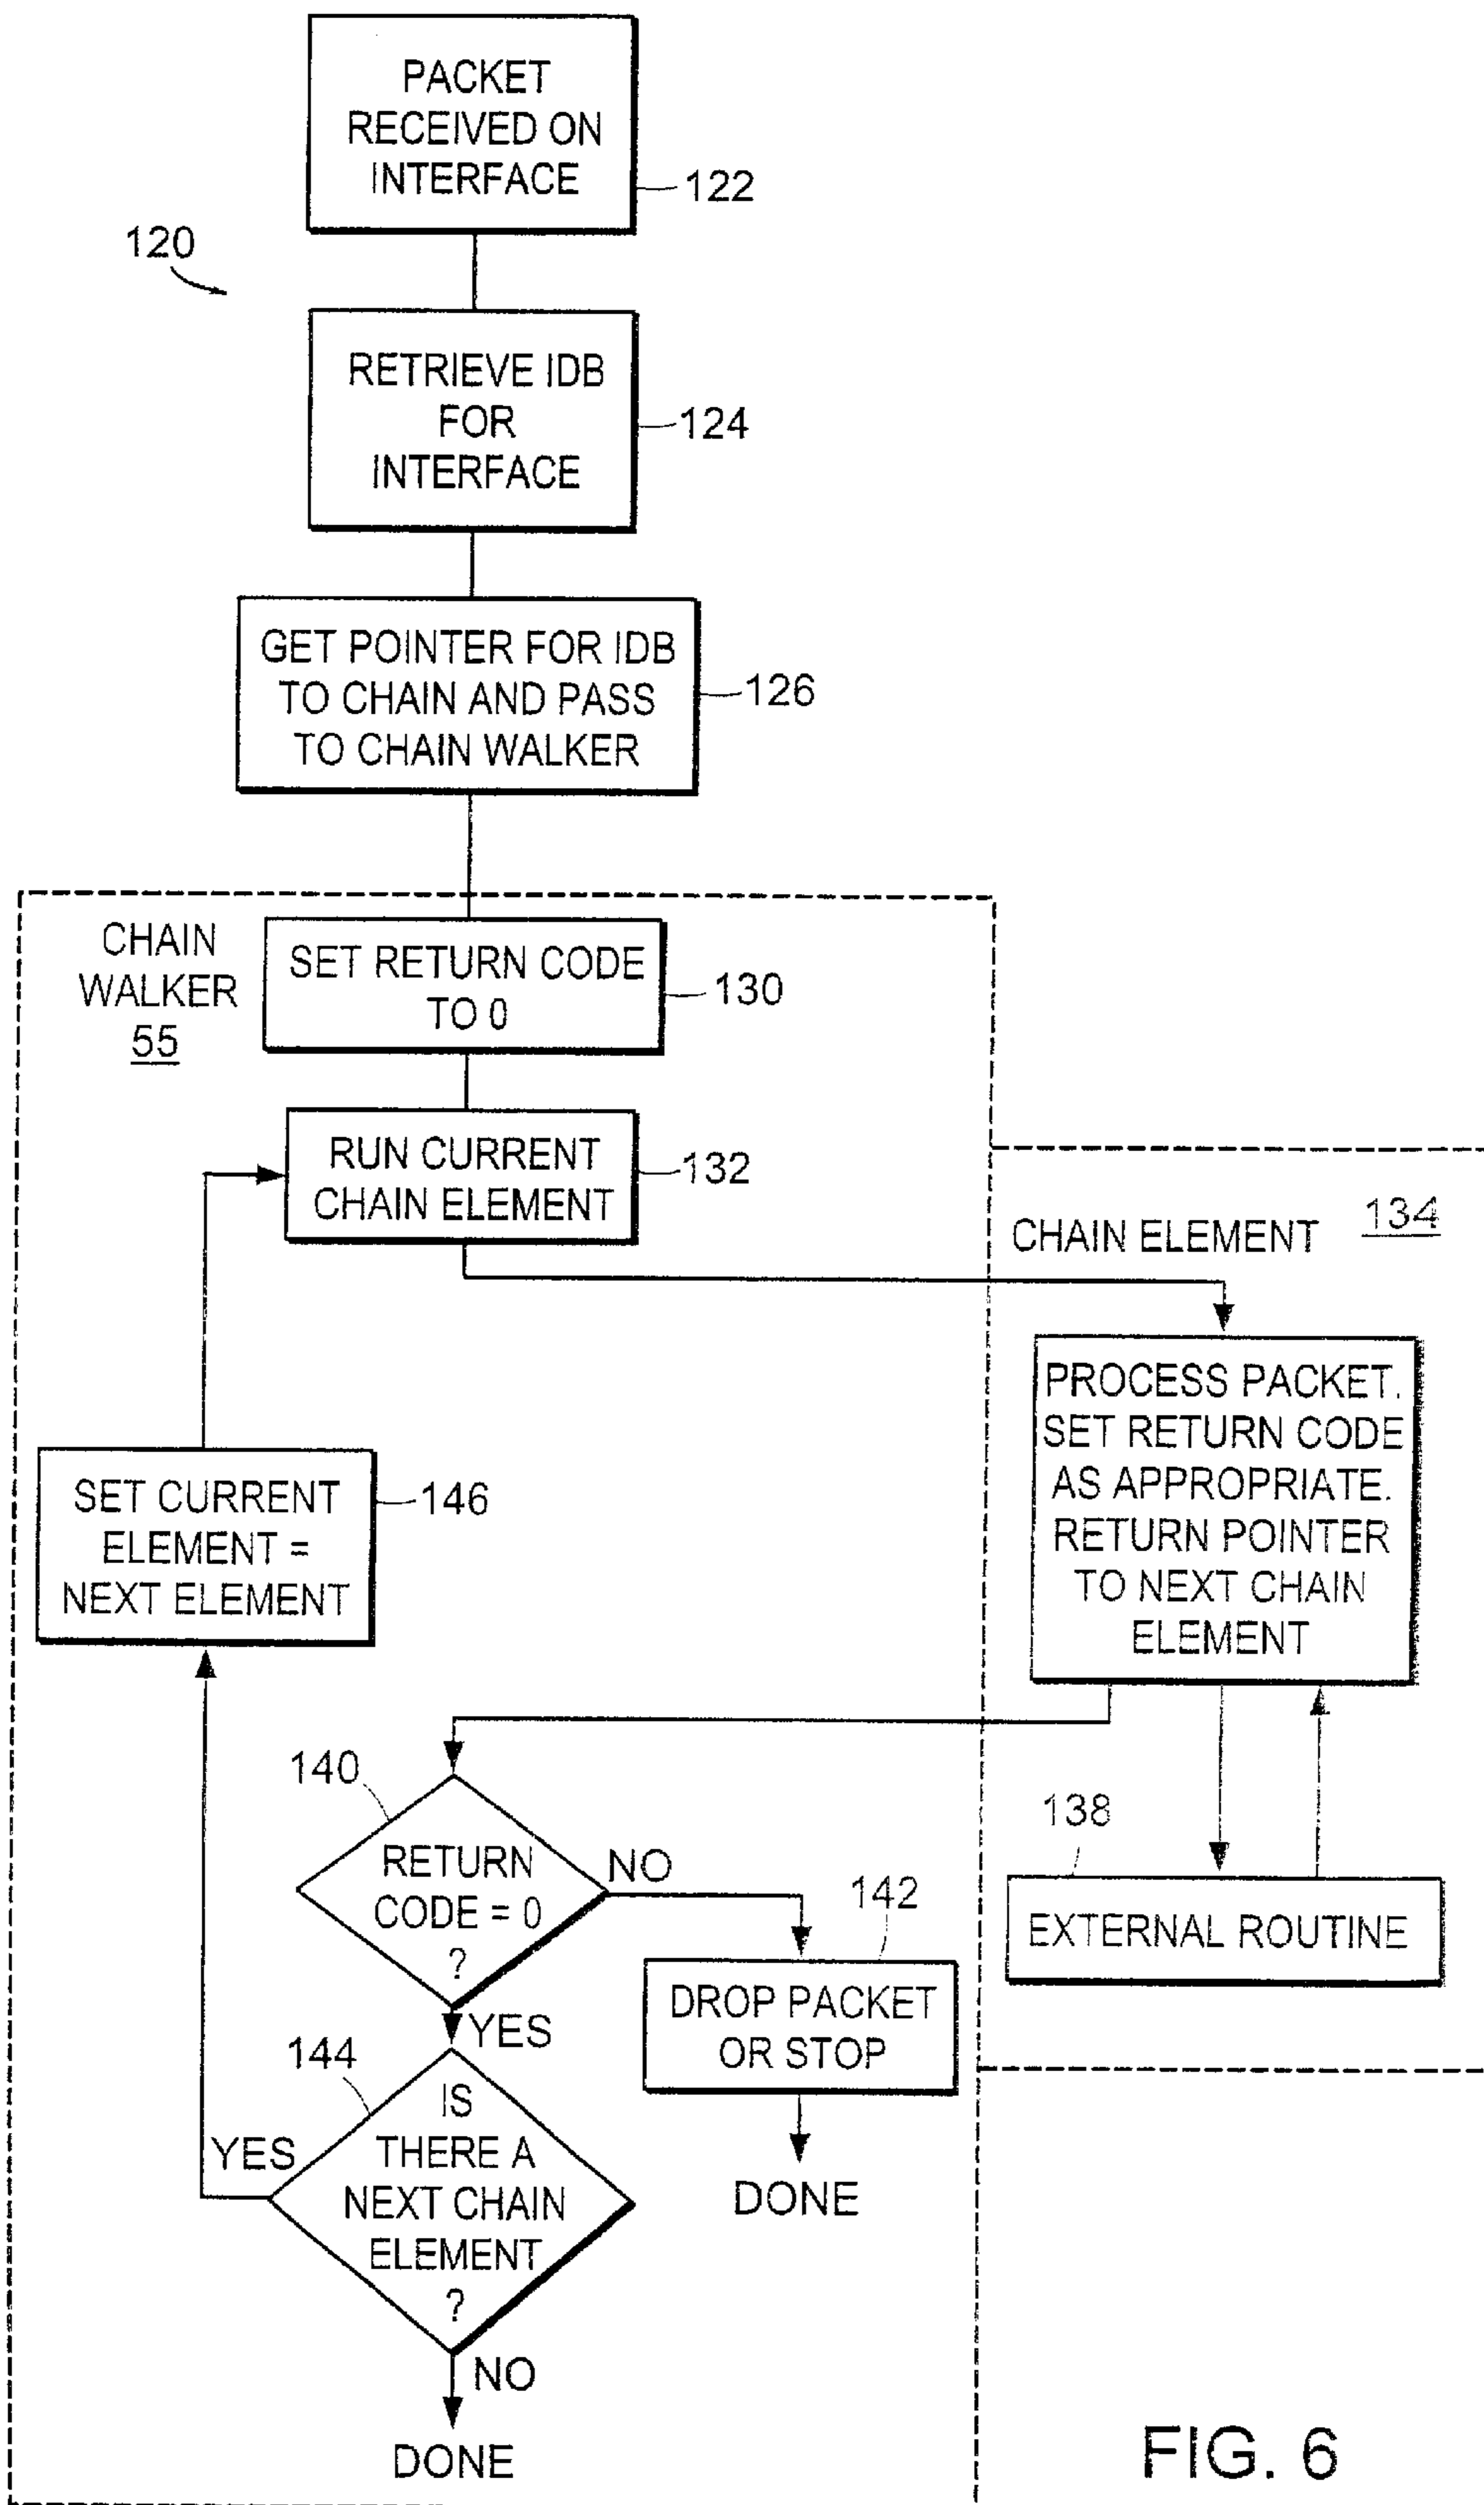 PACKET
RECEIVED ON
INTERFACE
122
120
RETRIEVE IDB
FOR
INTERFACE
124
GET POINTER FOR IDB
TO CHAIN AND PASS
TO CHAIN WALKER
126
CHAIN
WALKER
55
SET RETURN CODE
TO 0
130
RUN CURRENT
CHAIN ELEMENT
132
CHAIN ELEMENT
134
PROCESS PACKET.
SET RETURN CODE
AS APPROPRIATE.
RETURN POINTER
TO NEXT CHAIN
ELEMENT
SET CURRENT
ELEMENT =
NEXT ELEMENT
146
138
EXTERNAL ROUTINE
140
RETURN
CODE = 0
?
NO
142
DROP PACKET
OR STOP
DONE
YES
144
IS
THERE A
NEXT CHAIN
ELEMENT
?
YES
NO
DONE
FIG. 6